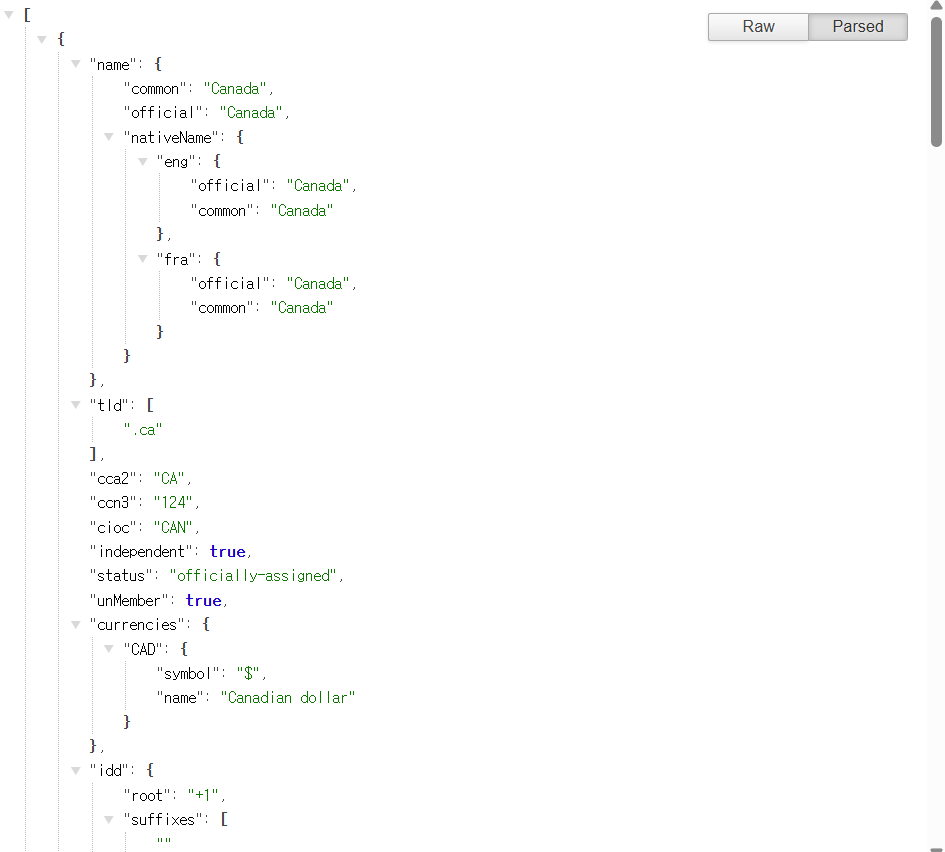 [
{
"name": {
"common": "Canada",
"official": "Canada",
"nativeName": {
"eng": {
"official": "Canada",
"common": "Canada"
},
"fra": {
"official": "Canada",
"common": "Canada"
}
}
},
"tld": [
".ca"
],
"cca2": "CA",
"ccn3": "124",
"cioc": "CAN",
"independent": true,
"status": "officially-assigned",
"unMember": true,
"currencies": {
"CAD": {
"symbol": "$",
"name": "Canadian dollar"
}
},
"idd": {
"root": "+1",
"suffixes": [
""
Raw Parsed